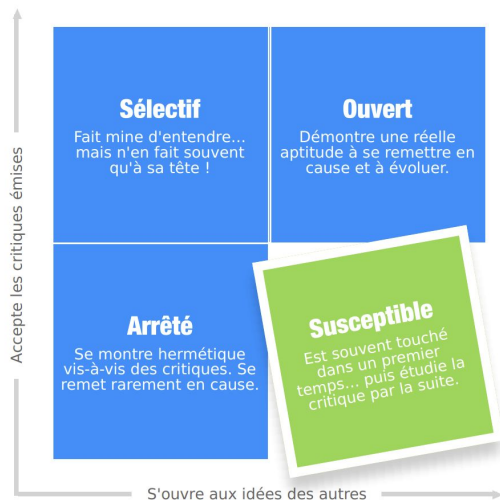 Accepte les critiques émises
Sélectif
Fait mine d'entendre...
mais n'en fait souvent
qu'à sa tête !
Ouvert
Démontre une réelle
aptitude à se remettre en
cause et à évoluer.
Arrêté
Se montre hermétique
vis-à-vis des critiques. Se
remet rarement en cause.
Susceptible
Est souvent touché
dans un premier
temps... puis étudie la
critique par la suite.
S'ouvre aux idées des autres